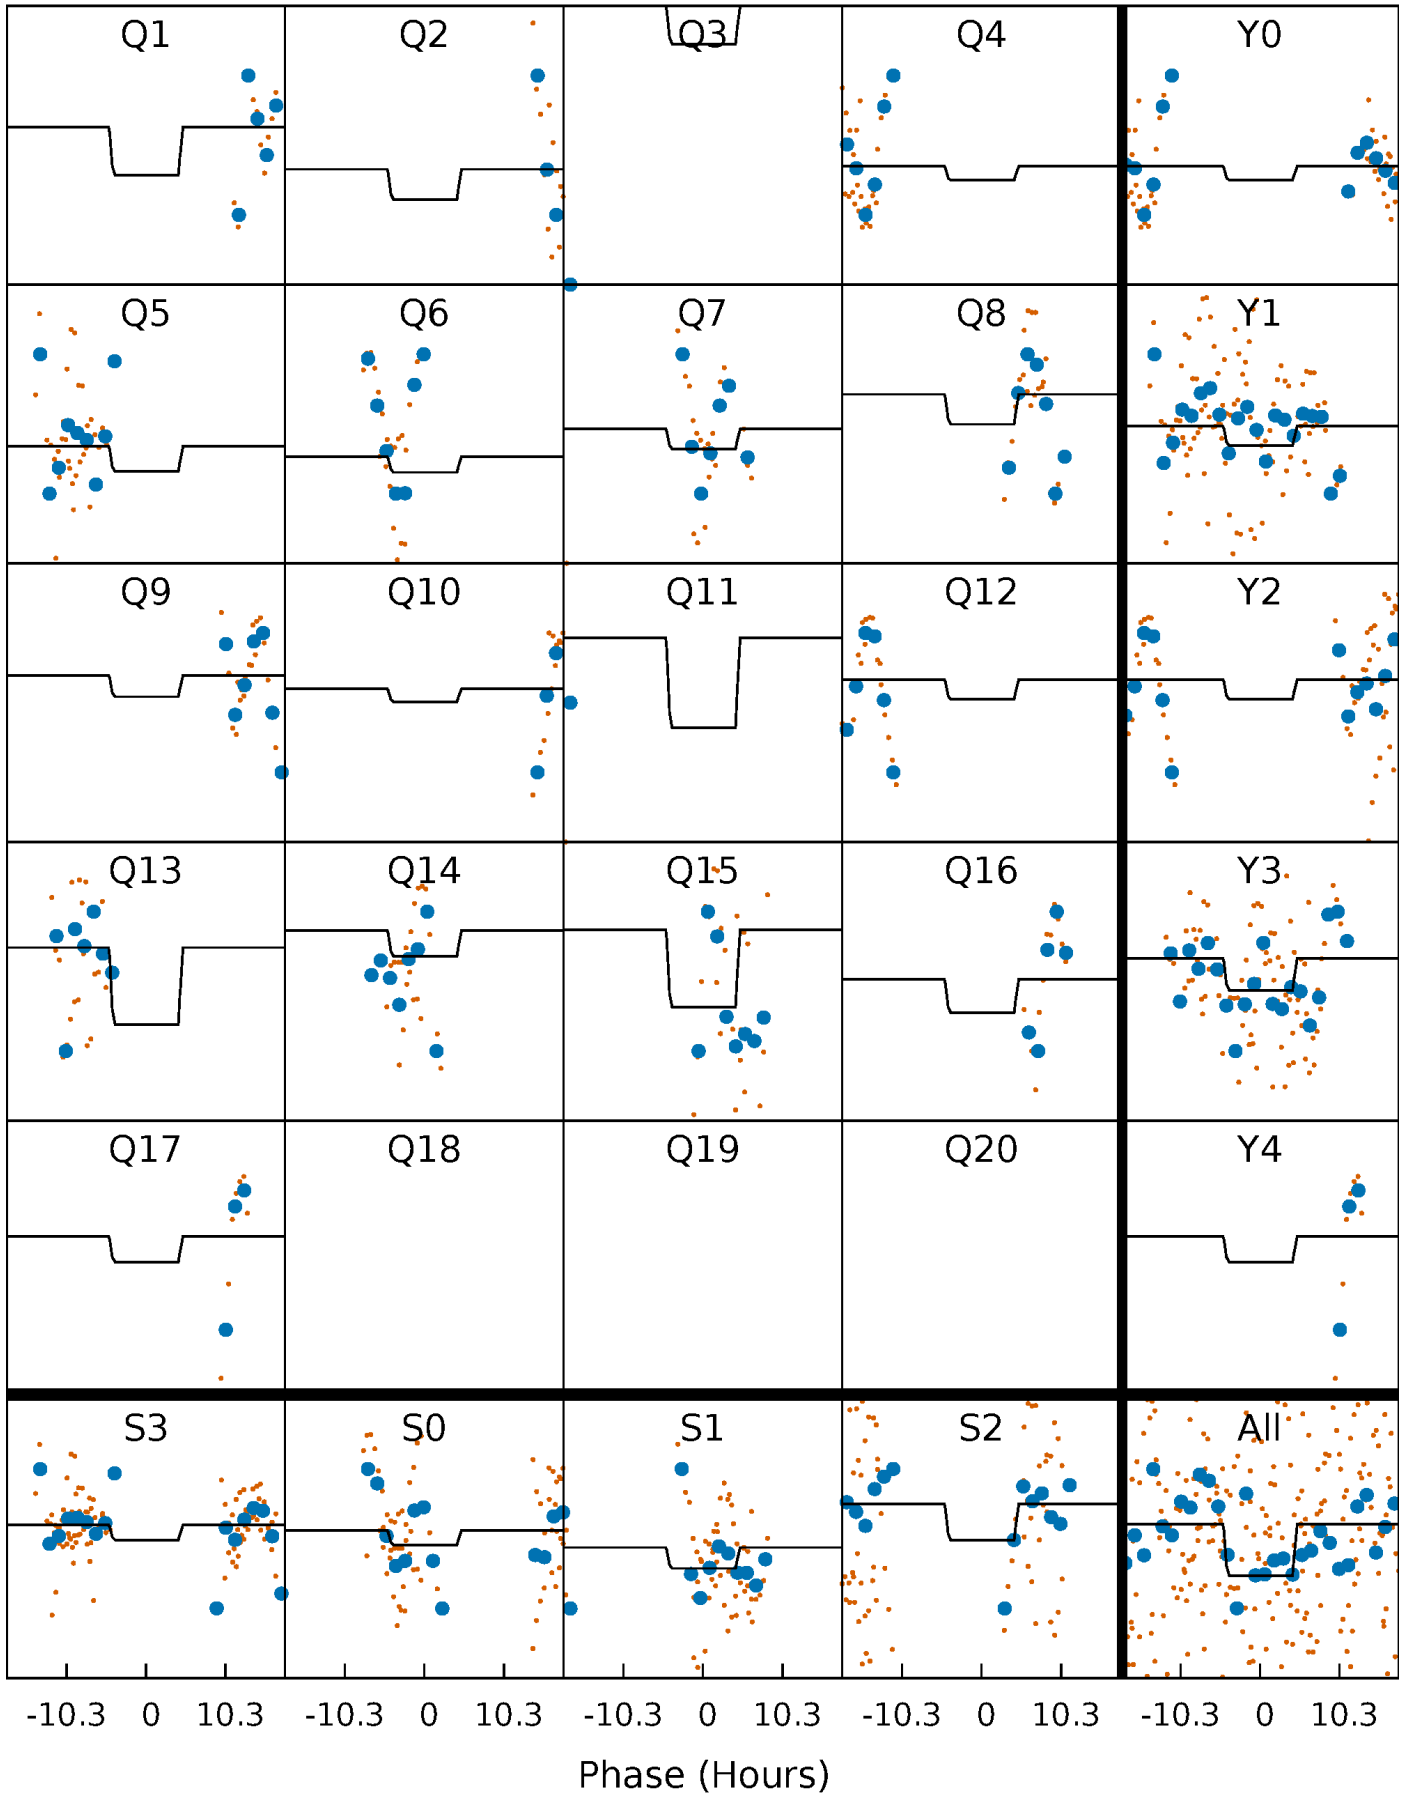 Q1 Q2 Q3 Q4 Y0
Q5 Q6 Q7 Q8 Y1
Q9 Q10 Q11 Q12 Y2
Q13 Q14 Q15 Q16 Y3
Q17 Q18 Q19 Q20 Y4
S3 S0 S1 S2 All
-10.3 0 10.3 -10.3 0 10.3 -10.3 0 10.3 -10.3 0 10.3 -10.3 0 10.3
Phase (Hours)